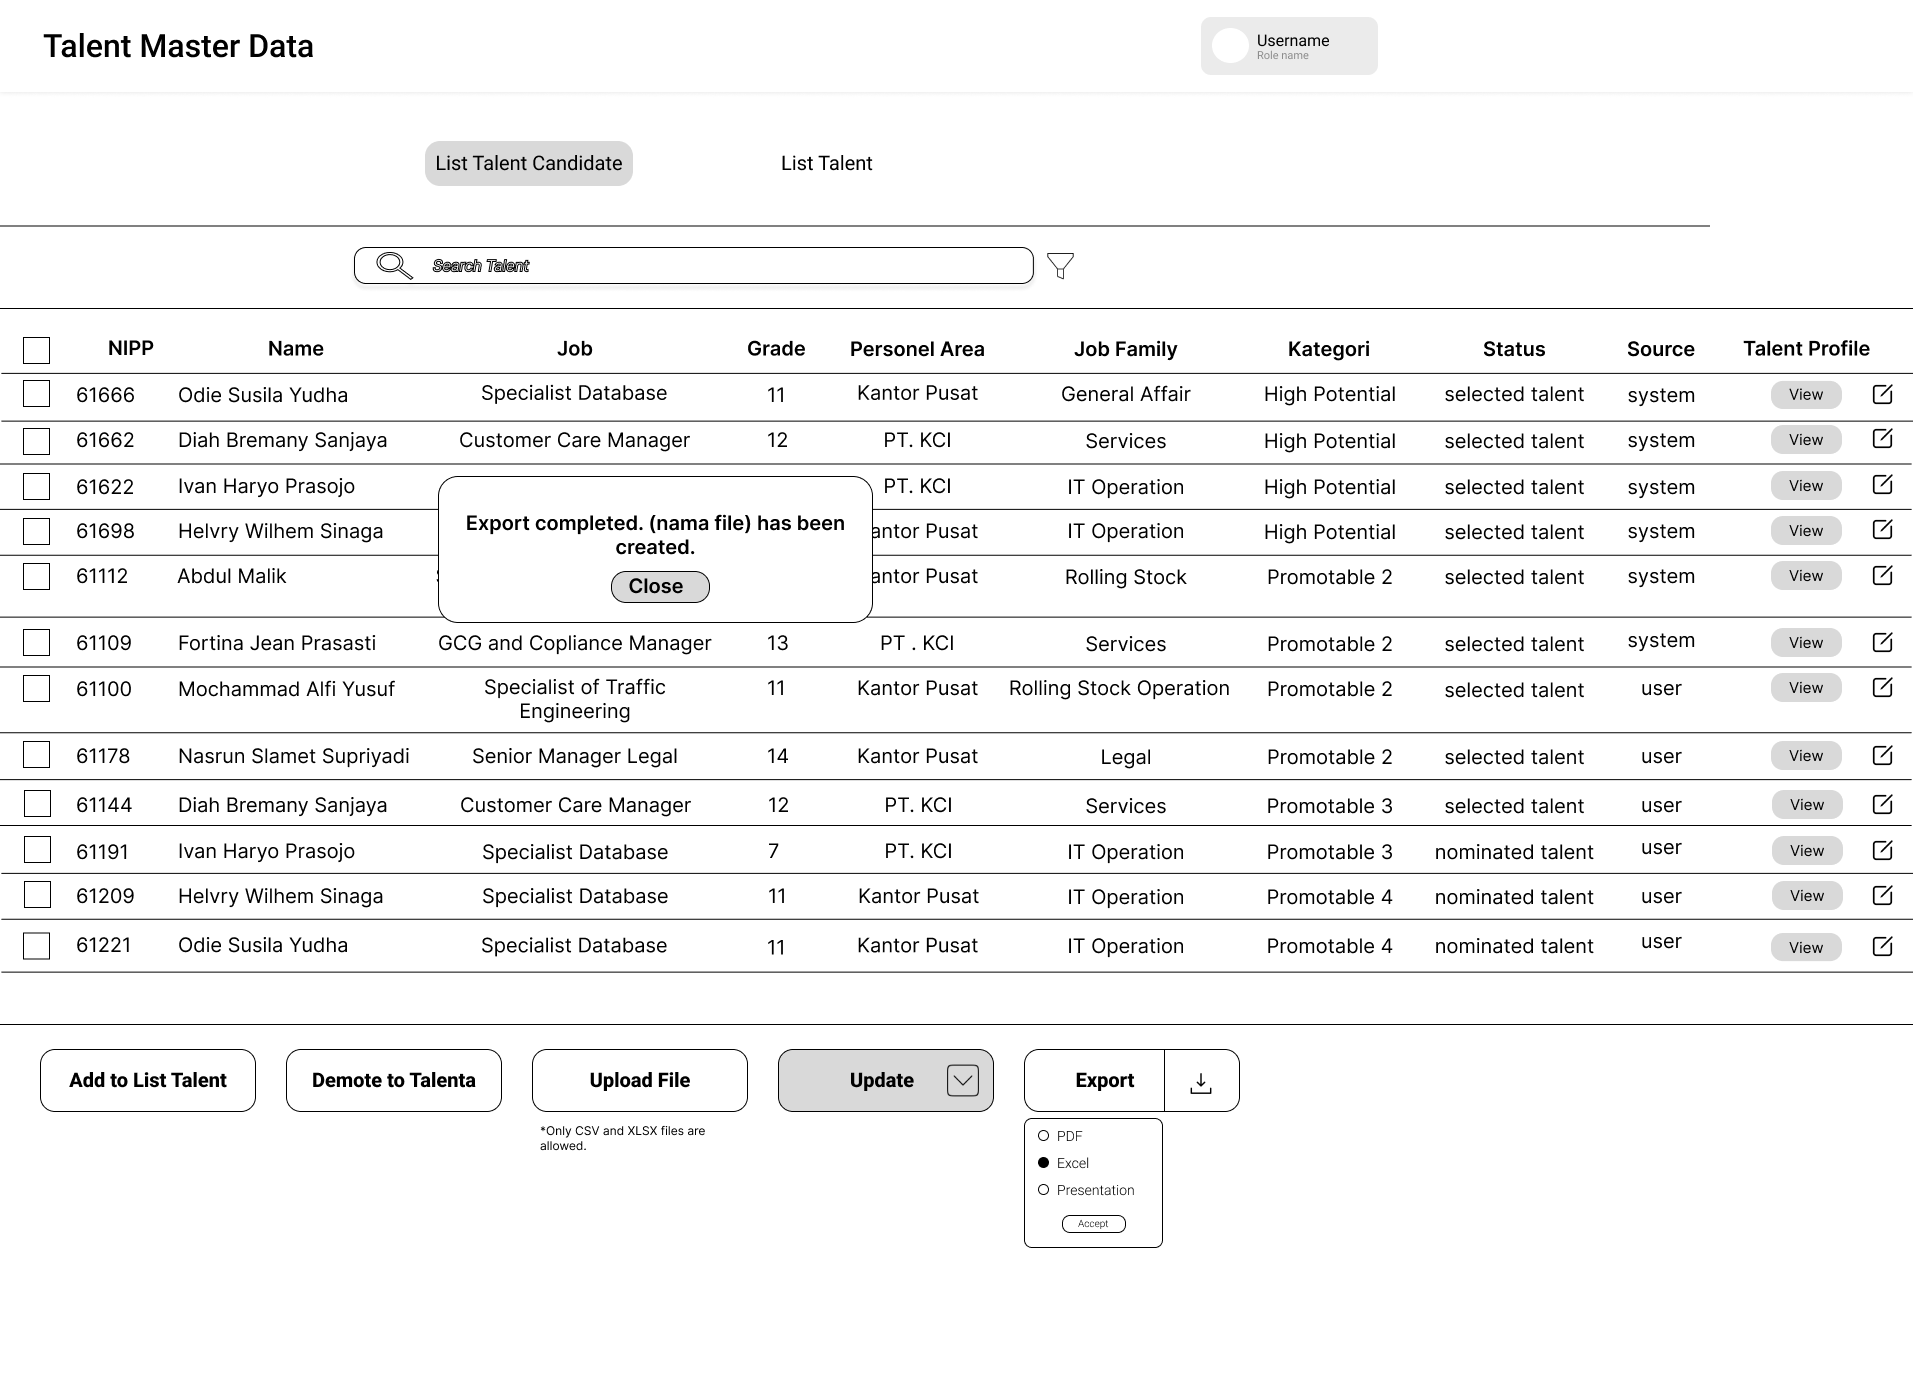 Talent Master Data
Username
Role name
List Talent Candidate
List Talent
Search Talent
NIPP Name Job Grade Personel Area Job Family Kategori Status Source Talent Profile
61666 Odie Susila Yudha Specialist Database 11 Kantor Pusat General Affair High Potential selected talent system View
61662 Diah Bremany Sanjaya Customer Care Manager 12 PT. KCI Services High Potential selected talent system View
61622 Ivan Haryo Prasojo PT. KCI IT Operation High Potential selected talent system View
61698 Helvry Wilhem Sinaga antor Pusat IT Operation High Potential selected talent system View
61112 Abdul Malik antor Pusat Rolling Stock Promotable 2 selected talent system View
Export completed. (nama file) has been
created.
Close
61109 Fortina Jean Prasasti GCG and Copliance Manager 13 PT . KCI Services Promotable 2 selected talent system View
61100 Mochammad Alfi Yusuf Specialist of Traffic 11 Kantor Pusat Rolling Stock Operation Promotable 2 selected talent user View
Engineering
61178 Nasrun Slamet Supriyadi Senior Manager Legal 14 Kantor Pusat Legal Promotable 2 selected talent user View
61144 Diah Bremany Sanjaya Customer Care Manager 12 PT. KCI Services Promotable 3 selected talent user View
61191 Ivan Haryo Prasojo Specialist Database 7 PT. KCI IT Operation Promotable 3 nominated talent user View
61209 Helvry Wilhem Sinaga Specialist Database 11 Kantor Pusat IT Operation Promotable 4 nominated talent user View
61221 Odie Susila Yudha Specialist Database 11 Kantor Pusat IT Operation Promotable 4 nominated talent user View
Add to List Talent
Demote to Talenta
Upload File
Update
Export
*Only CSV and XLSX files are
allowed.
PDF
Excel
Presentation
Accept